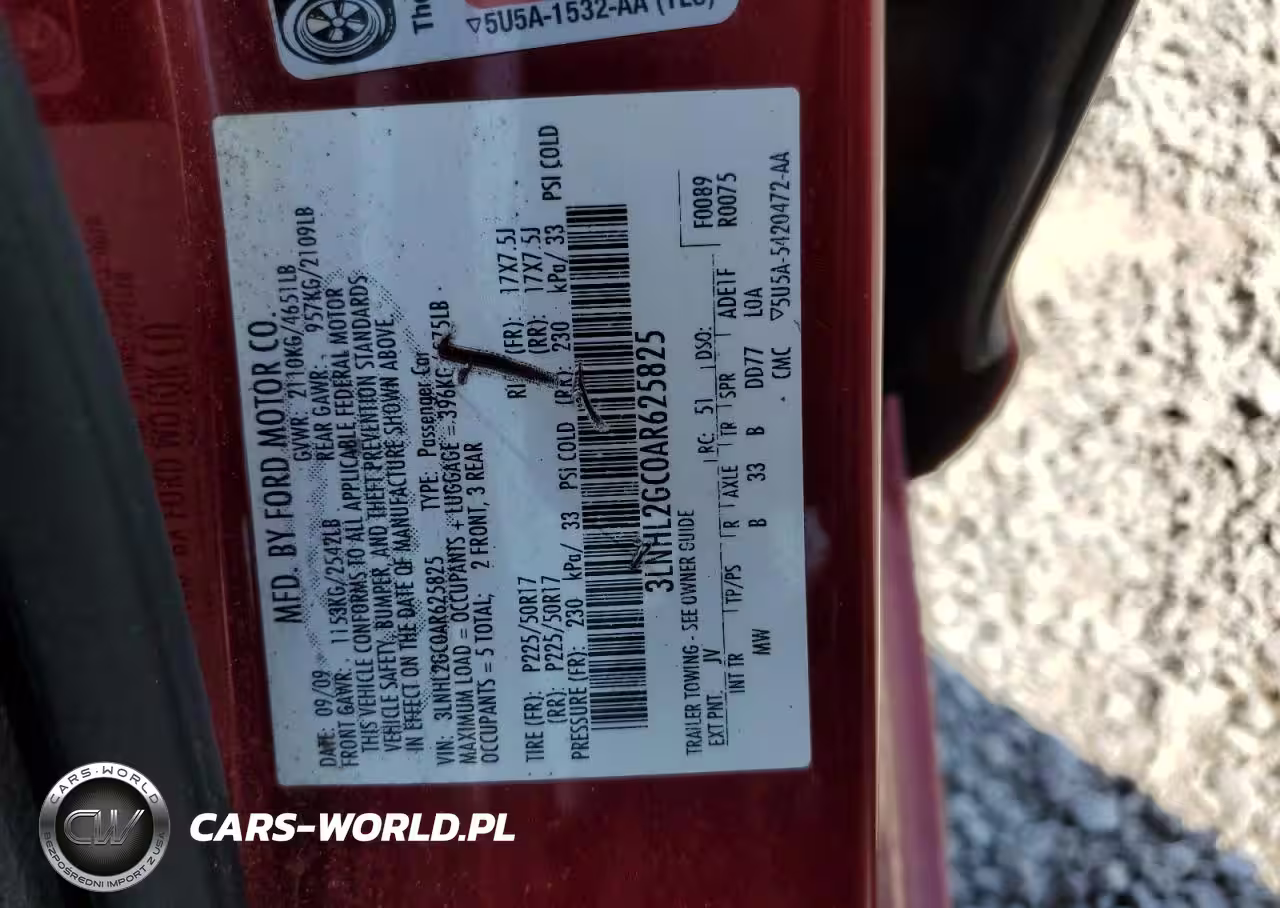 The
▽5U5A-1532-AA
MFD. BY FORD MOTOR CO.
DATE: 09/09 GVWR: 2110KG/4651LB
FRONT GAWR: 1153KG/2542LB REAR GAWR: 957KG/2109LB
THIS VEHICLE CONFORMS TO ALL APPLICABLE FEDERAL MOTOR
VEHICLE SAFETY, BUMPER, AND THEFT PREVENTION STANDARDS
IN EFFECT ON THE DATE OF MANUFACTURE SHOWN ABOVE.
VIN: 3LNHL2GC0AR625825 TYPE: Passenger Car
MAXIMUM LOAD = OCCUPANTS + LUGGAGE = 396KG 875LB
OCCUPANTS = 5 TOTAL, 2 FRONT, 3 REAR
TIRE (FR): P225/50R17 (FR): 17X7.5J
(RR): P225/50R17 (RR): 17X7.5J
PRESSURE (FR): 230 kPa/ 33 PSI COLD (RR): 230 kPa/ 33 PSI COLD
3LNHL2GC0AR625825
TRAILER TOWING - SEE OWNER GUIDE
F0089
EXT PNT: JV RC: 51 DSO: R0075
INT TR TP/PS R AXLE TR SPR ADE1F
MW B 33 B DD77 L0A
CMC ▽5U5A-5420472-AA
CARS-WORLD
CW
BEZPOŚREDNI IMPORT Z USA
CARS-WORLD.PL